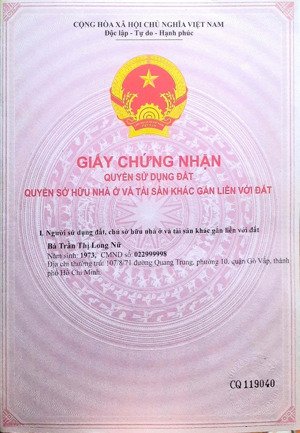 CỘNG HÒA XÃ HỘI CHỦ NGHĨA VIỆT NAM
Độc lập - Tự do - Hạnh phúc
GIẤY CHỨNG NHẬN
QUYỀN SỬ DỤNG ĐẤT
QUYỀN SỞ HỮU NHÀ Ở VÀ TÀI SẢN KHÁC GẮN LIỀN VỚI ĐẤT
I. Người sử dụng đất, chủ sở hữu nhà ở và tài sản khác gắn liền với đất
Bà Trần Thị Long Nữ
Năm sinh: 1973, CMND số: 022999998
Địa chỉ thường trú: 107/8/71 đường Quang Trung, phường 10, quận Gò Vấp, thành
phố Hồ Chí Minh.
CQ 119040